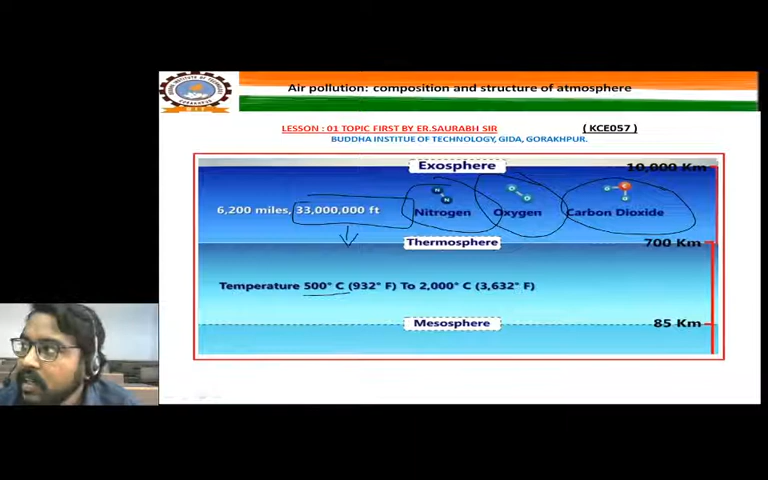 Air pollution: composition and structure of atmosphere
LESSON : 01 TOPIC FIRST BY ER.SAURABH SIR
( KCE057 )
BUDDHA INSTITUE OF TECHNOLOGY, GIDA, GORAKHPUR.
Exosphere
10,000 Km
6,200 miles, 33,000,000 ft
Nitrogen
Oxygen
Carbon Dioxide
Thermosphere
700 Km
Temperature 500° C (932° F) To 2,000° C (3,632° F)
Mesosphere
85 Km